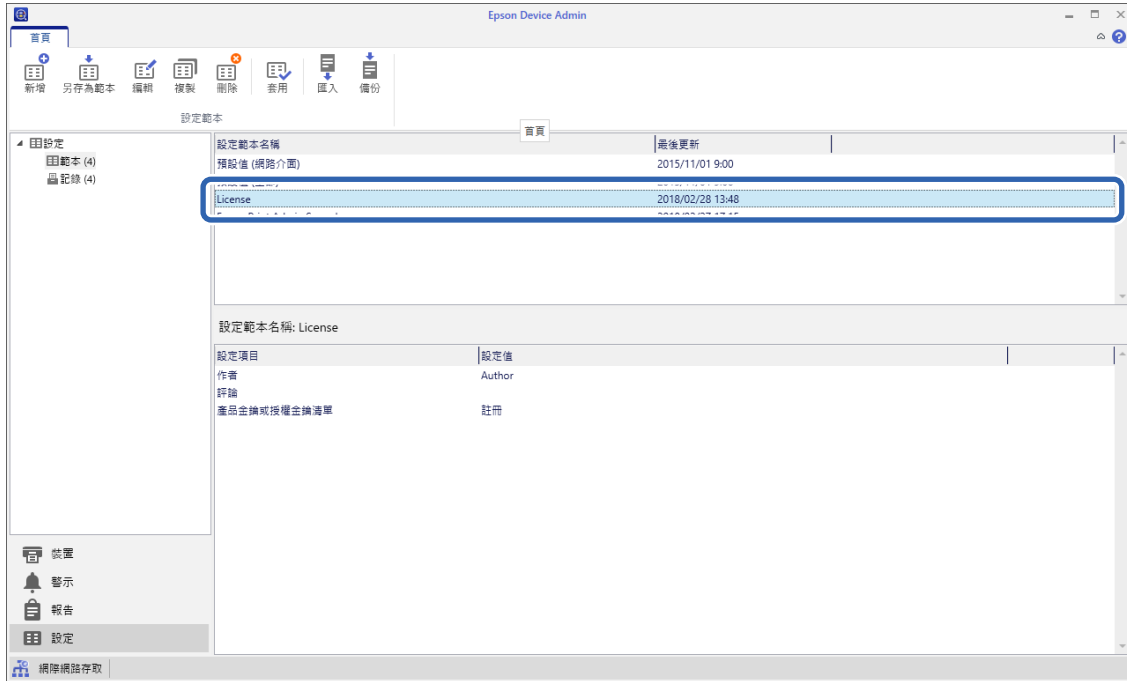 Epson Device Admin
首頁
新增 另存為範本 編輯 複製 刪除 套用 匯入 備份
設定範本
首頁
設定
範本 (4)
記錄 (4)
設定範本名稱 最後更新
預設值 (網路介面) 2015/11/01 9:00
License 2018/02/28 13:48
設定範本名稱: License
設定項目 設定值
作者 Author
評論
產品金鑰或授權金鑰清單 註冊
裝置
警示
報告
設定
網際網路存取